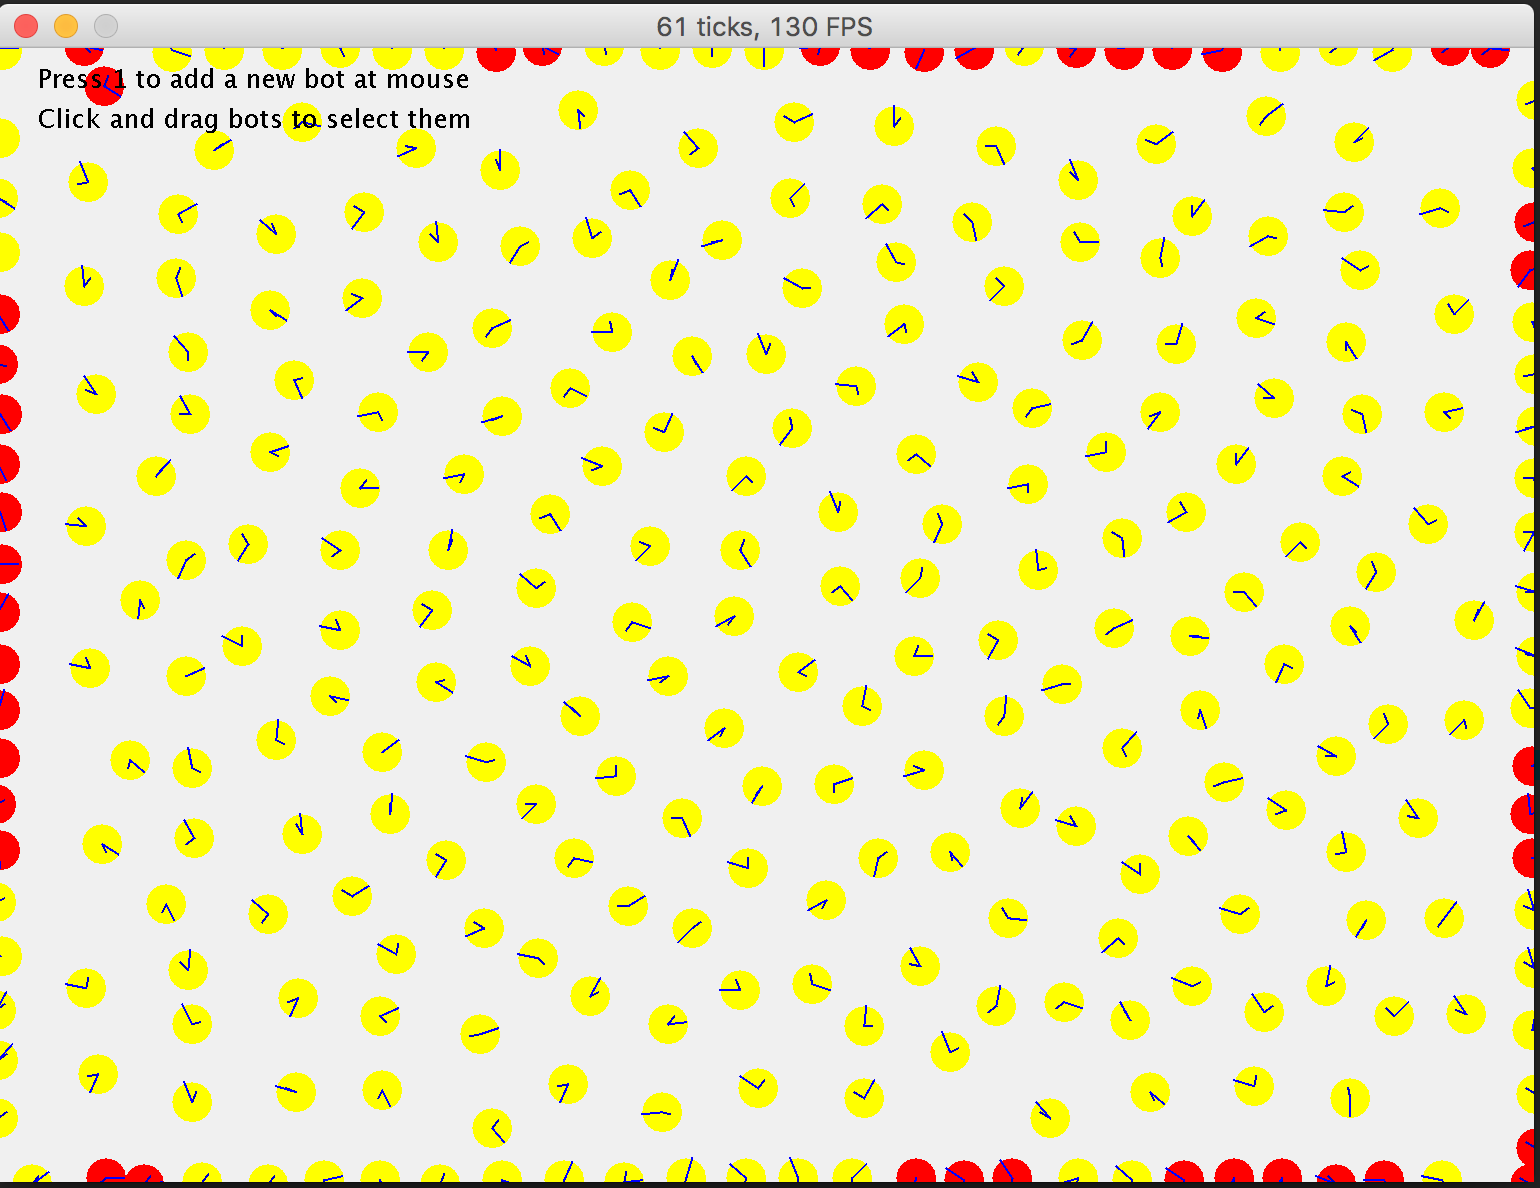 61 ticks, 130 FPS
Press 1 to add a new bot at mouse
Click and drag bots to select them